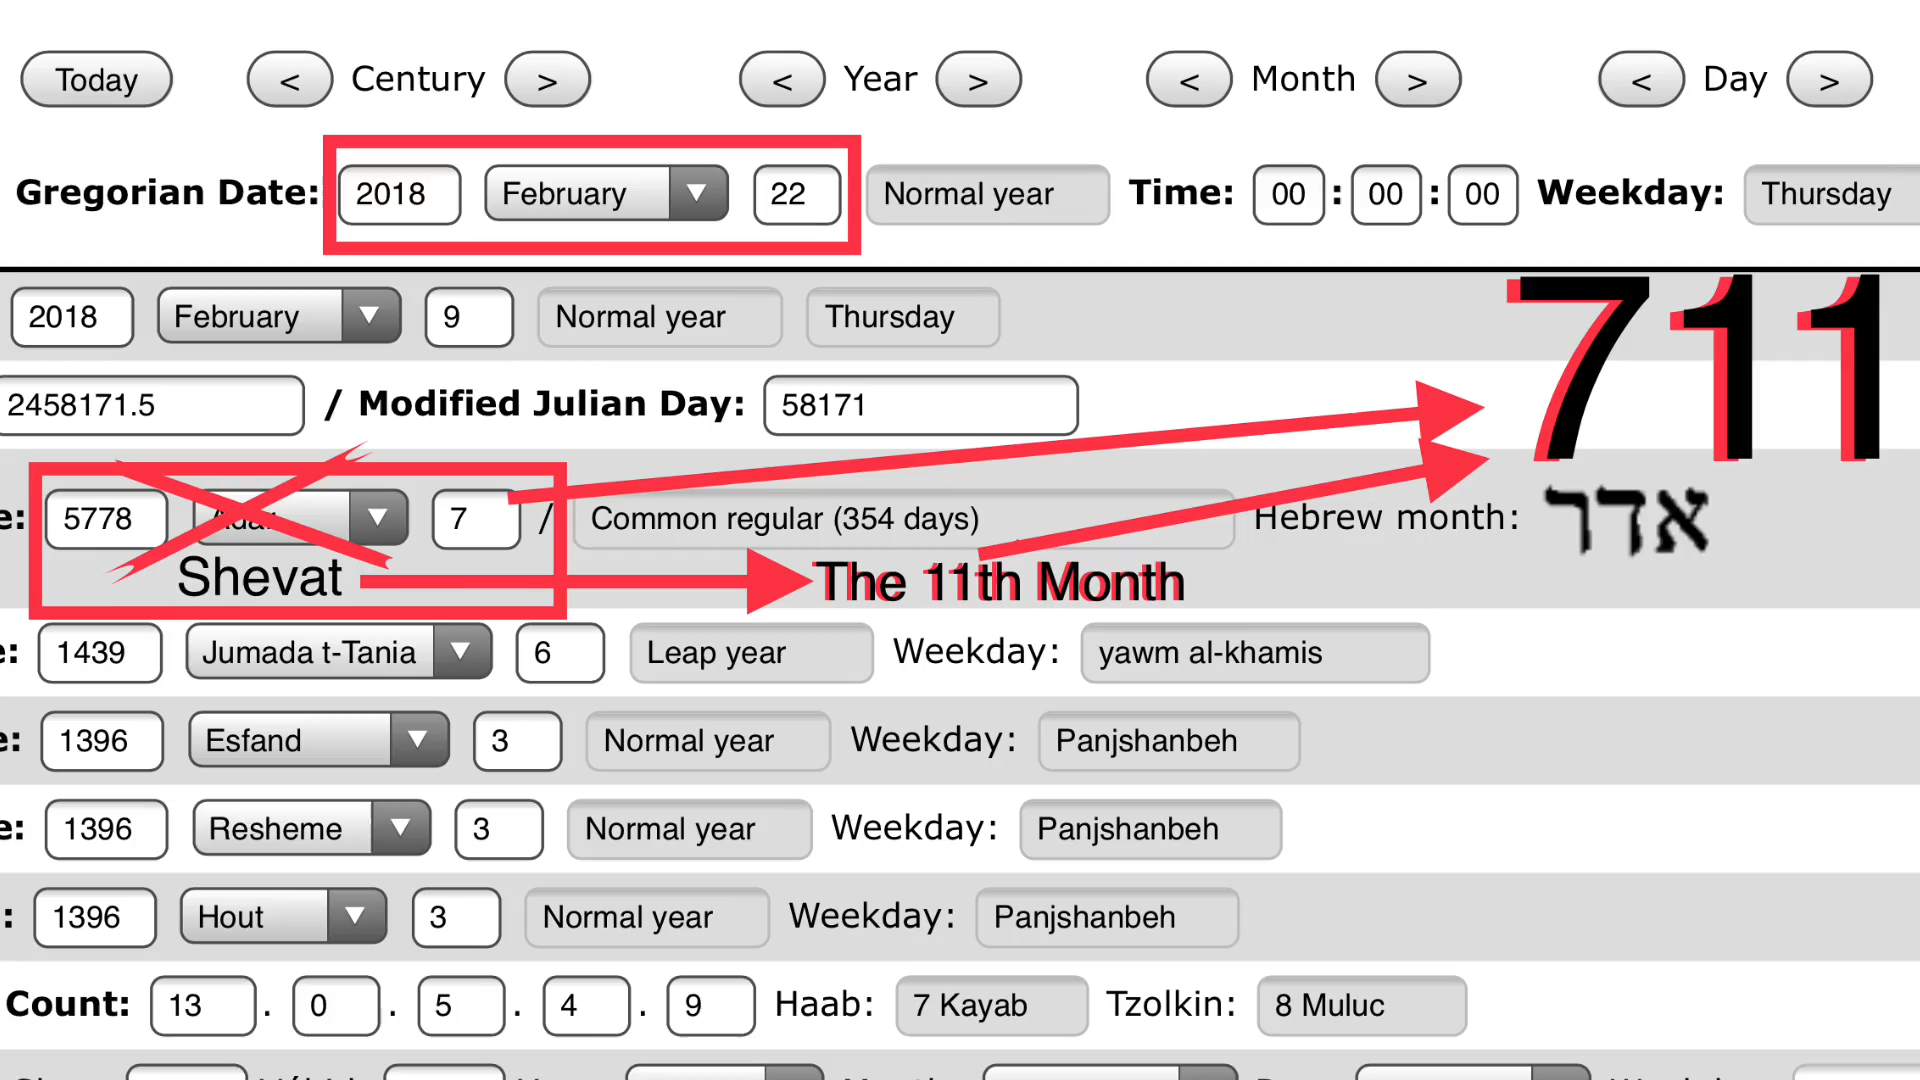 Today < Century > < Year > < Month > < Day >
Gregorian Date: 2018 February 22 Normal year Time: 00 : 00 : 00 Weekday: Thursday
2018 February 9 Normal year Thursday
711
2458171.5 / Modified Julian Day: 58171
e: 5778 Adar 7 / Common regular (354 days) Hebrew month: אדר
Shevat The 11th Month
e: 1439 Jumada t-Tania 6 Leap year Weekday: yawm al-khamis
e: 1396 Esfand 3 Normal year Weekday: Panjshanbeh
e: 1396 Resheme 3 Normal year Weekday: Panjshanbeh
: 1396 Hout 3 Normal year Weekday: Panjshanbeh
Count: 13 . 0 . 5 . 4 . 9 Haab: 7 Kayab Tzolkin: 8 Muluc